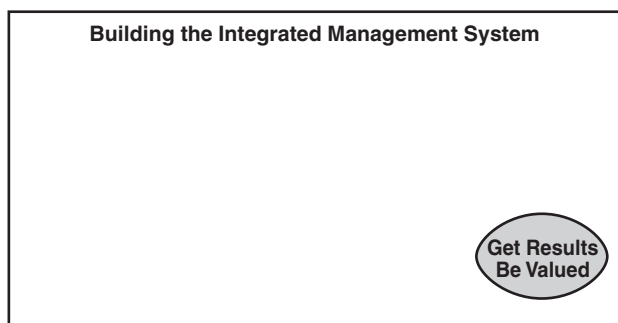 Building the Integrated Management System
Get Results
Be Valued